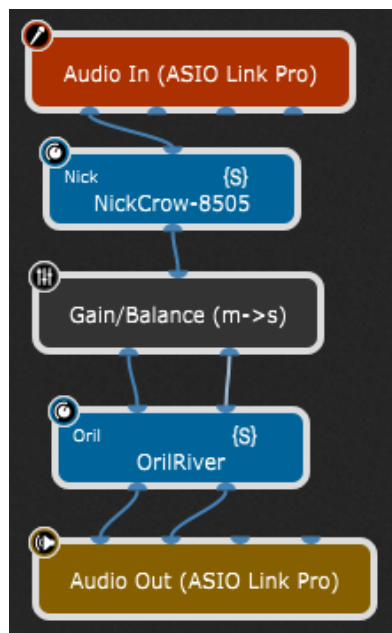 Audio In (ASIO Link Pro)
Nick {S}
NickCrow-8505
Gain/Balance (m->s)
Oril {S}
OrilRiver
Audio Out (ASIO Link Pro)